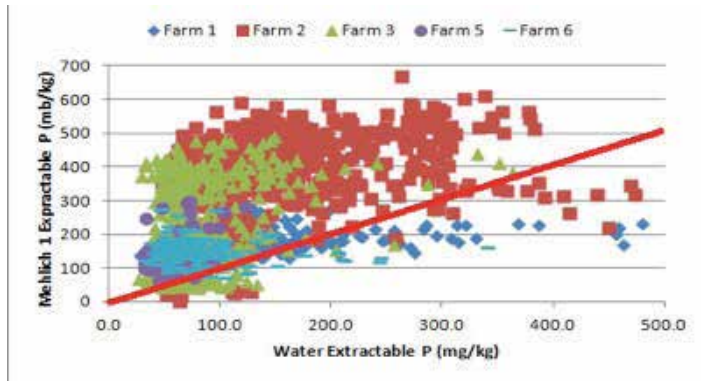 Farm 1 Farm 2 Farm 3 Farm 5 Farm 6
700
600
500
400
300
200
100
0
Mehlich 1 Expractable P (mb/kg)
0.0 100.0 200.0 300.0 400.0 500.0
Water Extractable P (mg/kg)